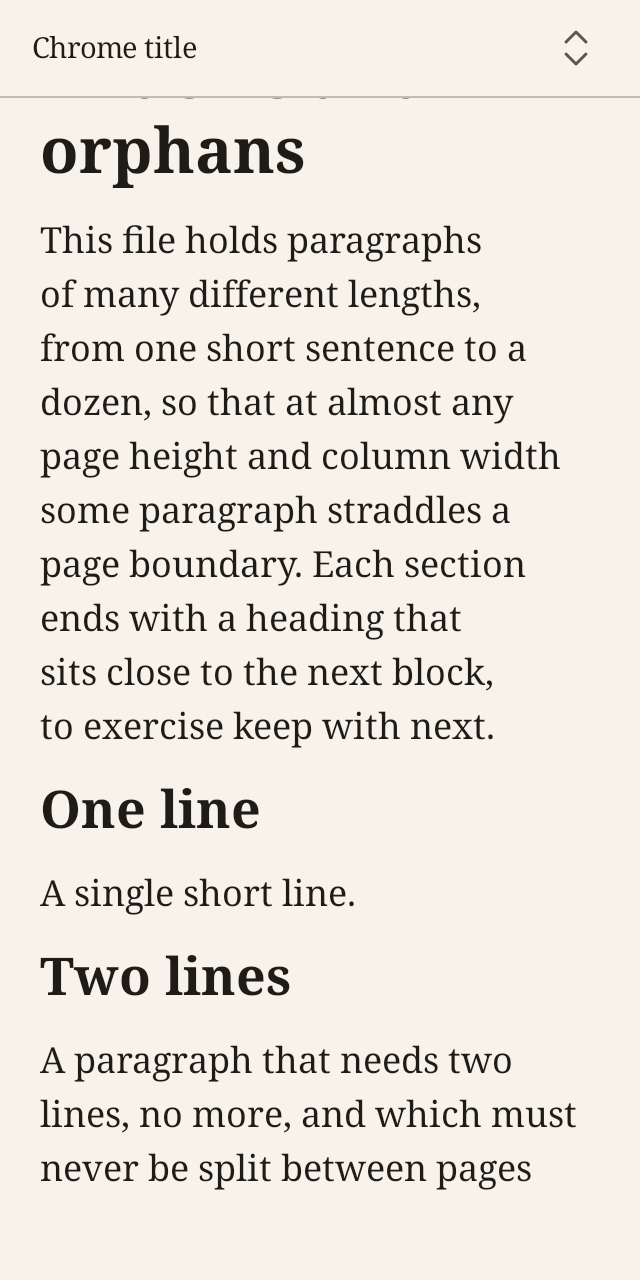 Chrome title
orphans
This file holds paragraphs
of many different lengths,
from one short sentence to a
dozen, so that at almost any
page height and column width
some paragraph straddles a
page boundary. Each section
ends with a heading that
sits close to the next block,
to exercise keep with next.
One line
A single short line.
Two lines
A paragraph that needs two
lines, no more, and which must
never be split between pages